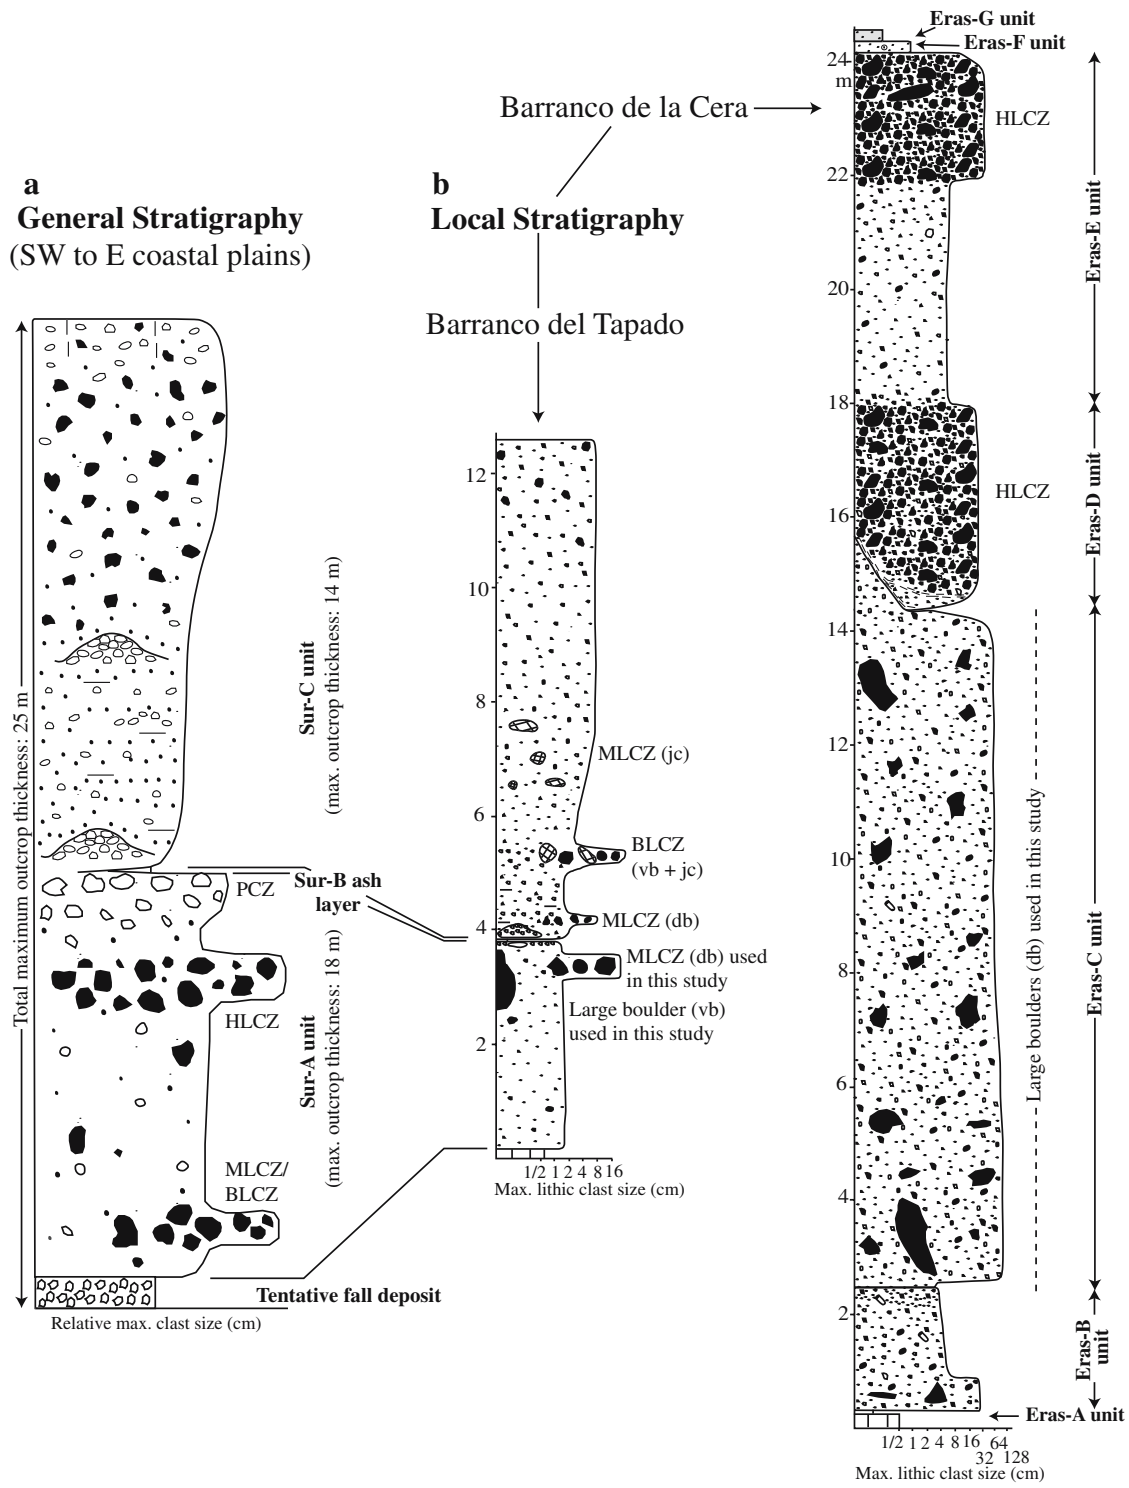 a
General Stratigraphy
(SW to E coastal plains)
Total maximum outcrop thickness: 25 m
Sur-C unit
(max. outcrop thickness: 14 m)
PCZ
Sur-B ash
layer
HLCZ
Sur-A unit
(max. outcrop thickness: 18 m)
MLCZ/
BLCZ
Tentative fall deposit
Relative max. clast size (cm)
b
Local Stratigraphy
Barranco de la Cera
Barranco del Tapado
12
10
8
6
4
2
MLCZ (jc)
BLCZ
(vb + jc)
MLCZ (db)
MLCZ (db) used
in this study
Large boulder (vb)
used in this study
1/2 1 2 4 8 16
Max. lithic clast size (cm)
Eras-G unit
Eras-F unit
24
m
22
20
18
16
14
12
10
8
6
4
2
HLCZ
HLCZ
Eras-E unit
Eras-D unit
Large boulders (db) used in this study
Eras-C unit
Eras-B
unit
Eras-A unit
1/2 1 2 4 8 16 64
32 128
Max. lithic clast size (cm)